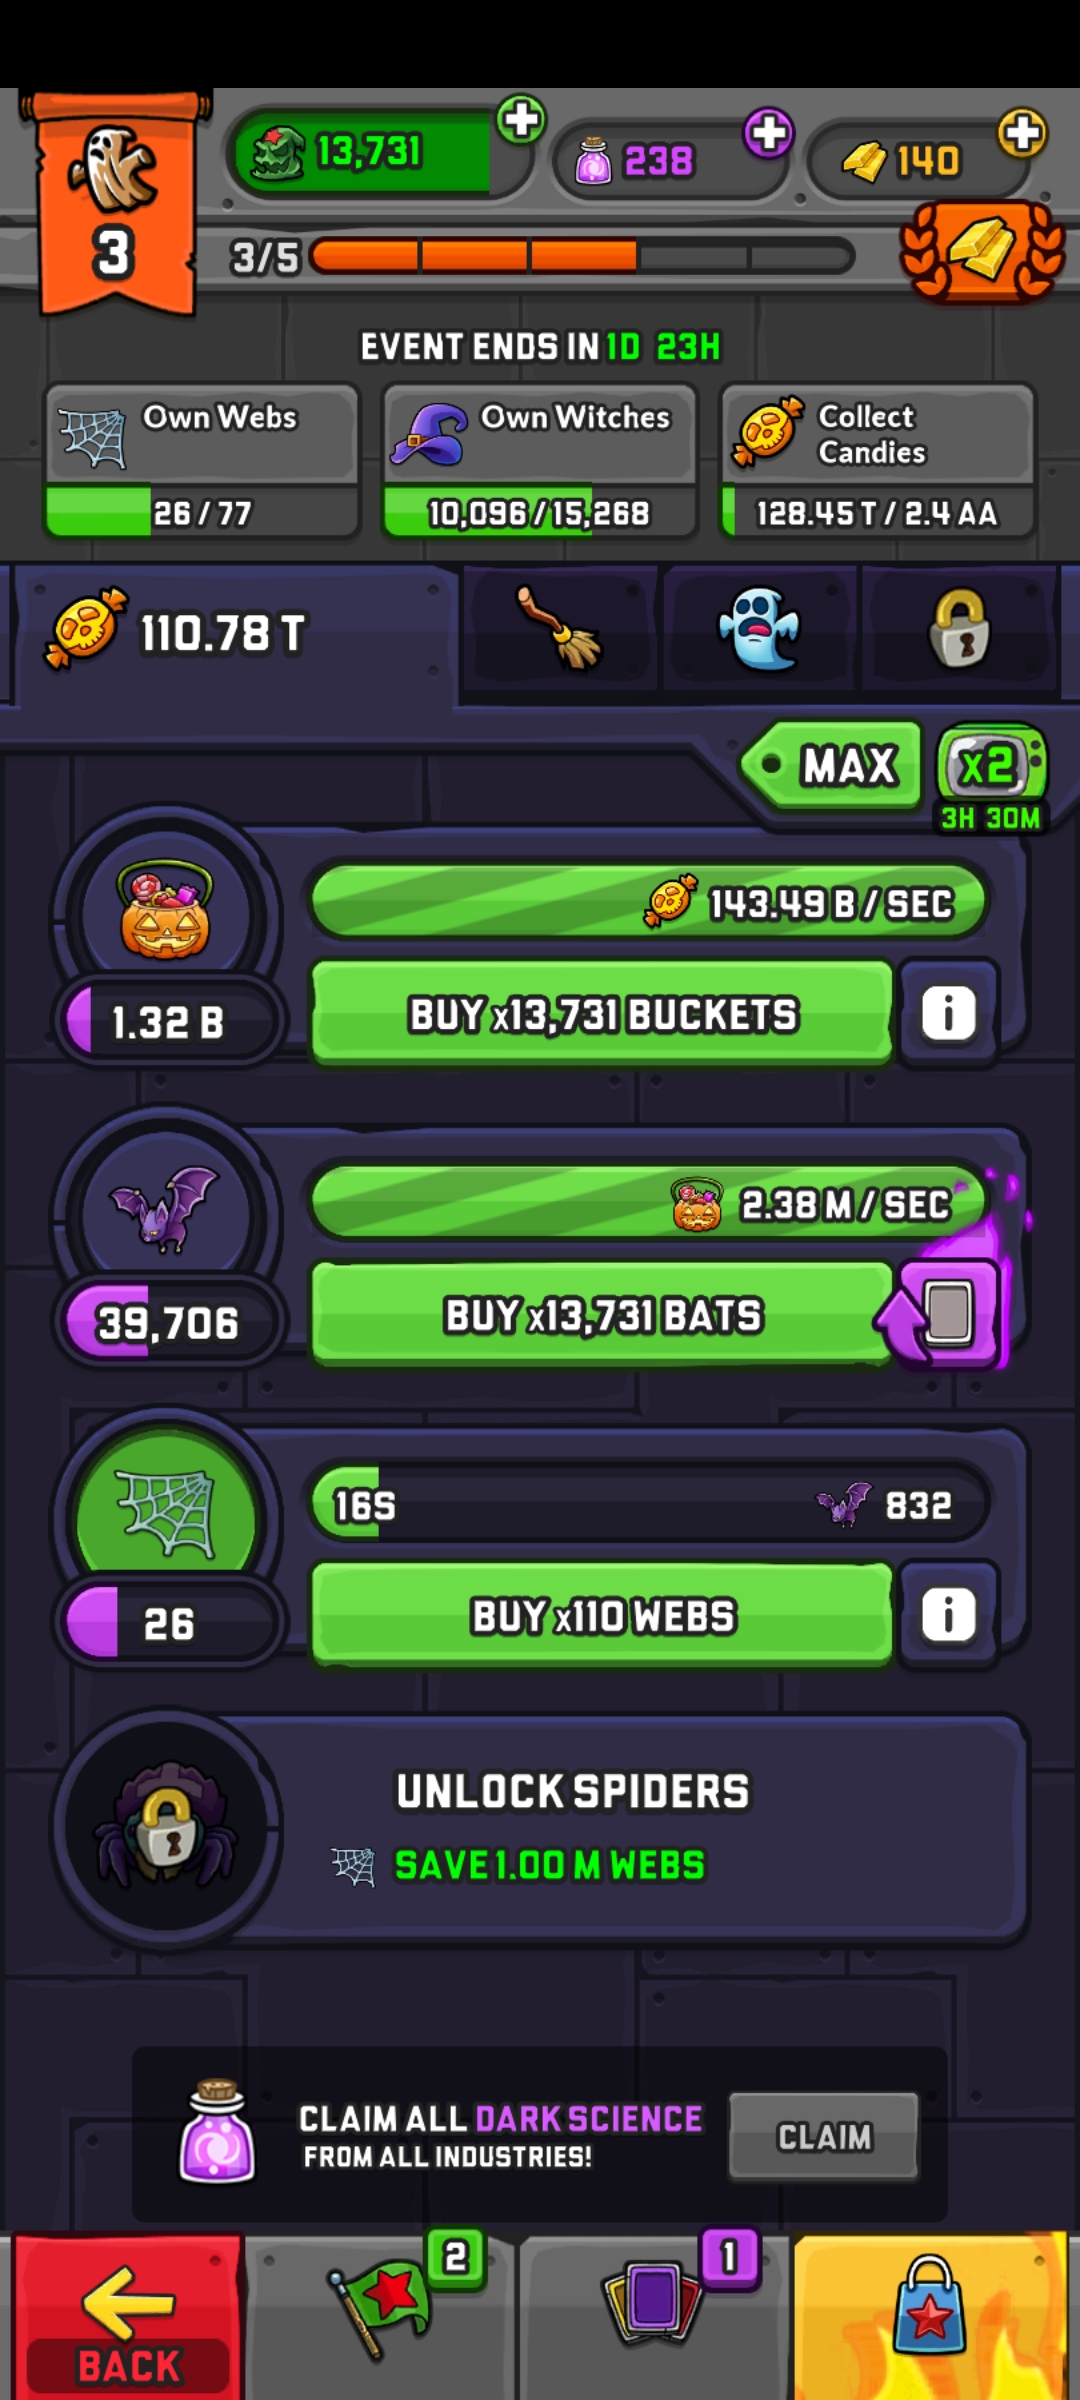 13,731
238
140
3
3/5
EVENT ENDS IN 1D 23H
Own Webs
26 / 77
Own Witches
10,096 / 15,268
Collect
Candies
128.45 T / 2.4 AA
110.78 T
MAX
x2
3H 30M
143.49 B / SEC
1.32 B
BUY x13,731 BUCKETS
i
2.38 M / SEC
39,706
BUY x13,731 BATS
16S
832
26
BUY x110 WEBS
i
UNLOCK SPIDERS
SAVE 1.00 M WEBS
CLAIM ALL DARK SCIENCE
FROM ALL INDUSTRIES!
CLAIM
2
1
BACK